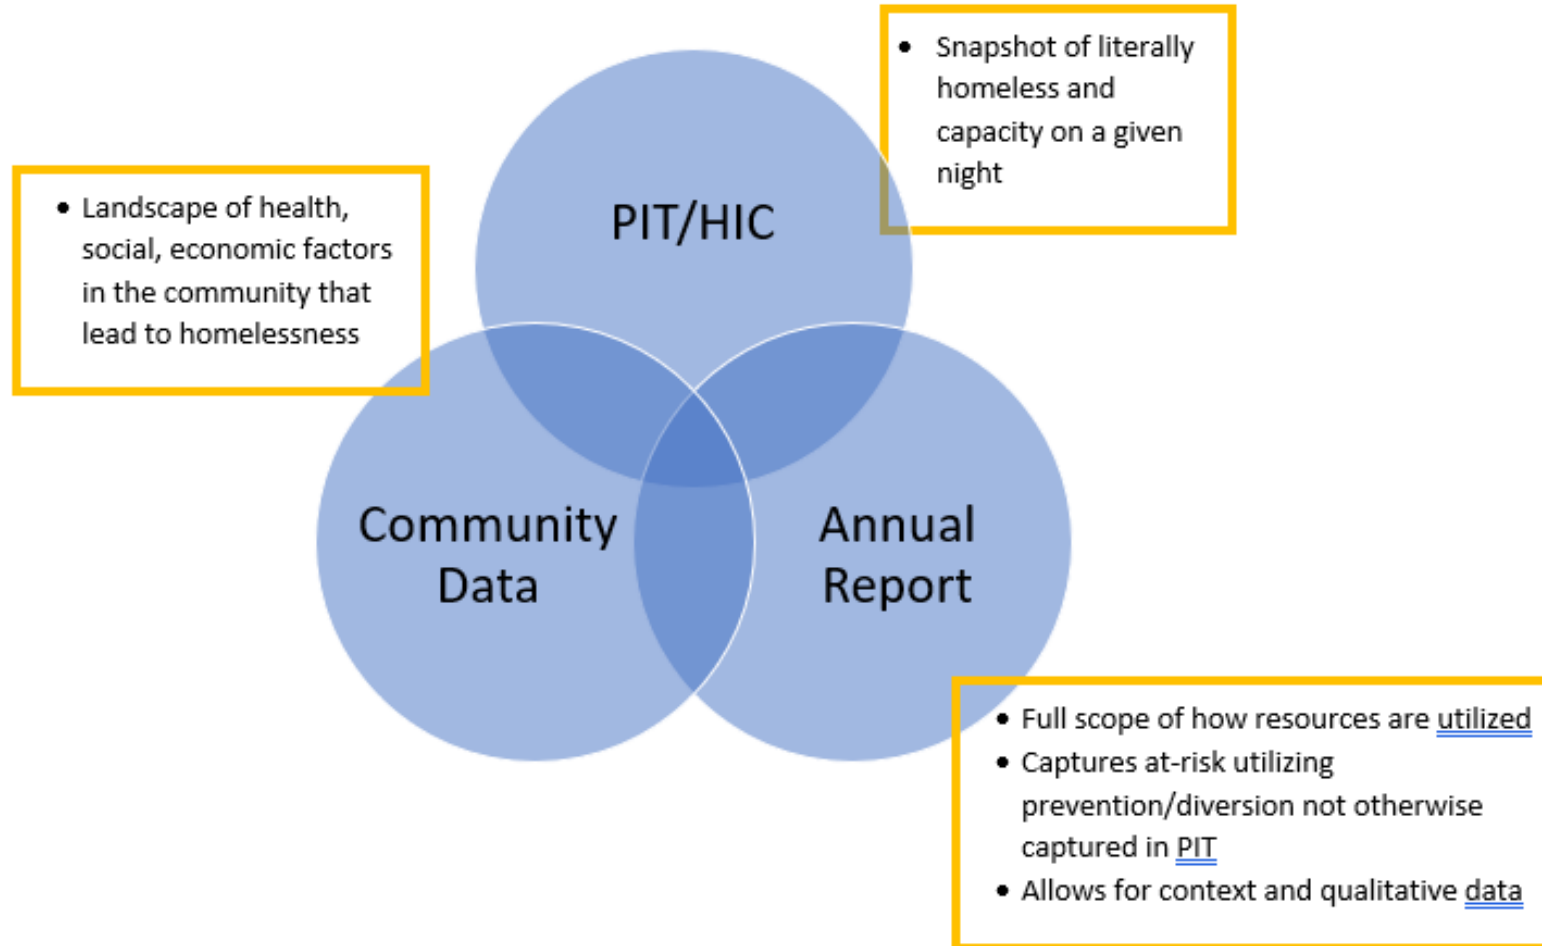 • Snapshot of literally
homeless and
capacity on a given
night
PIT/HIC
• Landscape of health,
social, economic factors
in the community that
lead to homelessness
Community
Data
Annual
Report
• Full scope of how resources are utilized
• Captures at-risk utilizing
prevention/diversion not otherwise
captured in PIT
• Allows for context and qualitative data